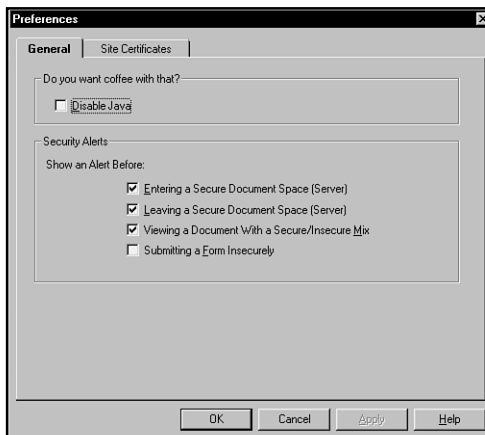 Preferences
General Site Certificates
Do you want coffee with that?
Disable Java
Security Alerts
Show an Alert Before:
Entering a Secure Document Space (Server)
Leaving a Secure Document Space (Server)
Viewing a Document With a Secure/Insecure Mix
Submitting a Form Insecurely
OK Cancel Apply Help